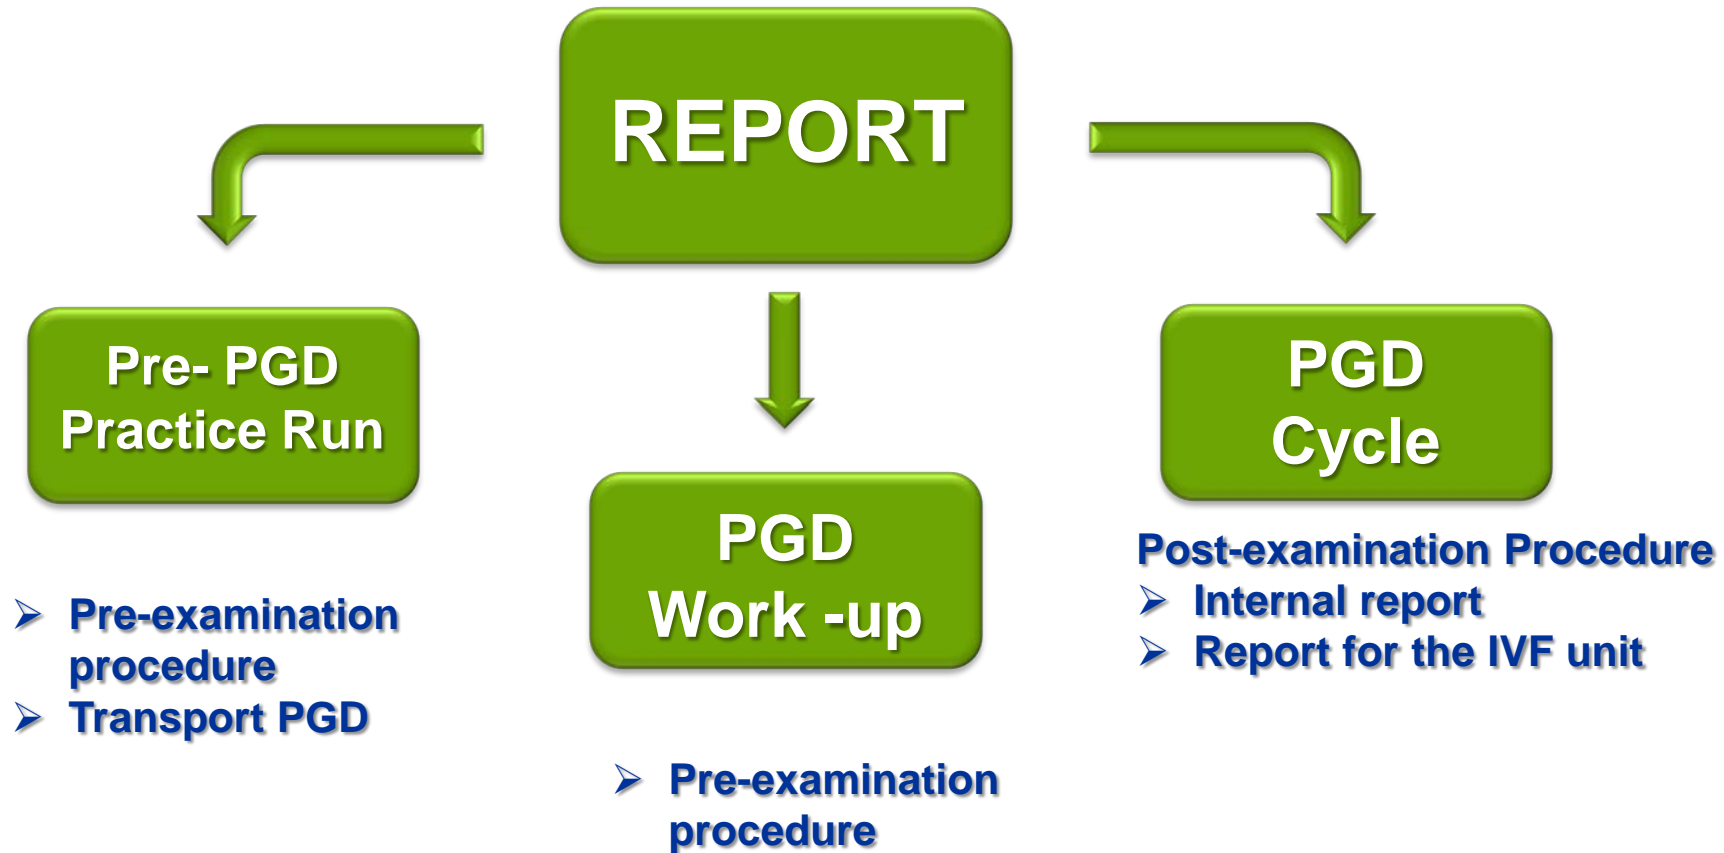 REPORT
Pre- PGD
Practice Run
➢ Pre-examination
procedure
➢ Transport PGD
PGD
Work -up
➢ Pre-examination
procedure
PGD
Cycle
Post-examination Procedure
➢ Internal report
➢ Report for the IVF unit